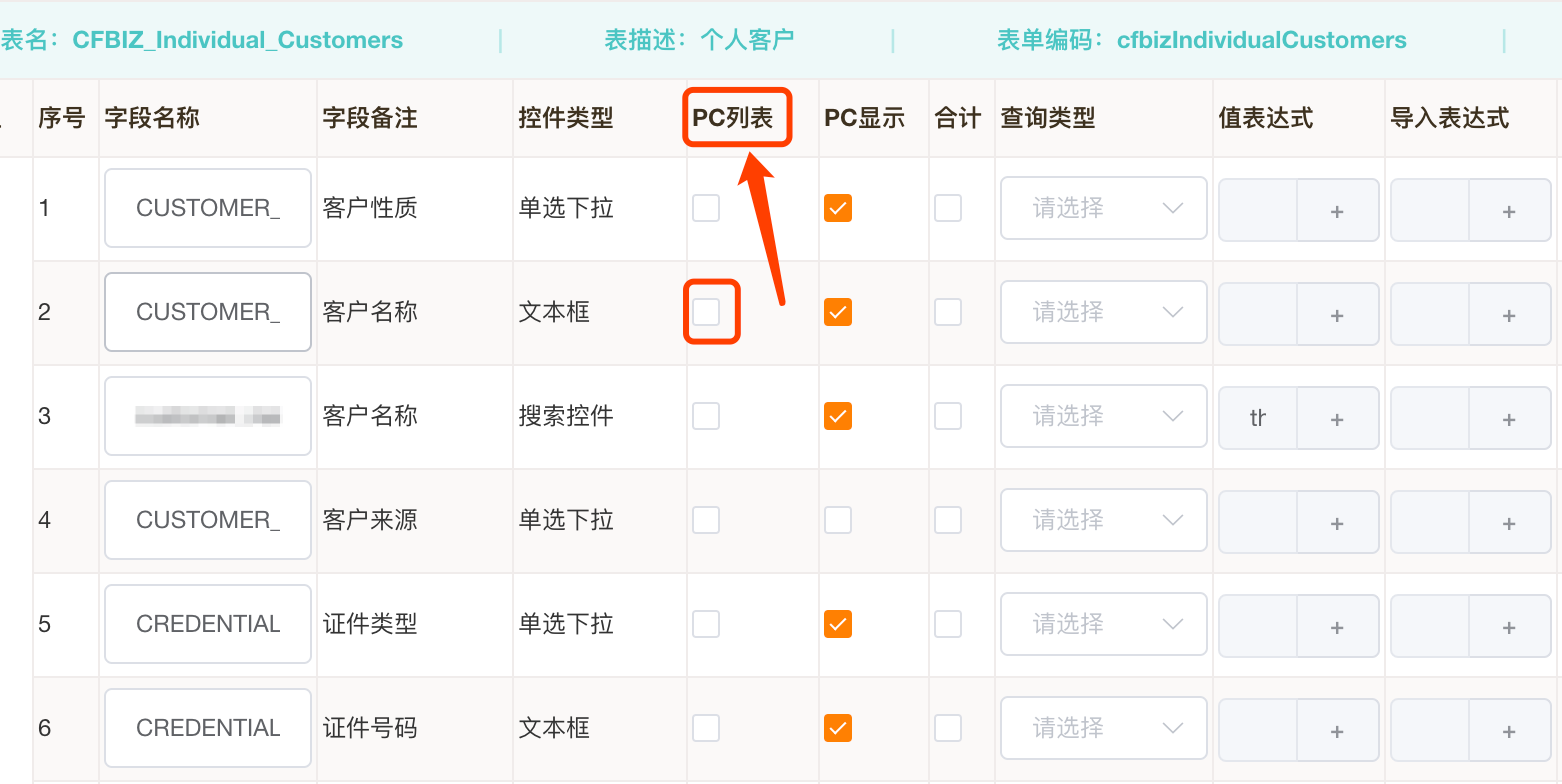 表名：CFBIZ_Individual_Customers | 表描述：个人客户 | 表单编码：cfbizIndividualCustomers |
序号 字段名称 字段备注 控件类型 PC列表 PC显示 合计 查询类型 值表达式 导入表达式
1 CUSTOMER_ 客户性质 单选下拉 请选择 + +
2 CUSTOMER_ 客户名称 文本框 请选择 + +
3 客户名称 搜索控件 请选择 th + +
4 CUSTOMER_ 客户来源 单选下拉 请选择 + +
5 CREDENTIAL 证件类型 单选下拉 请选择 + +
6 CREDENTIAL 证件号码 文本框 请选择 + +